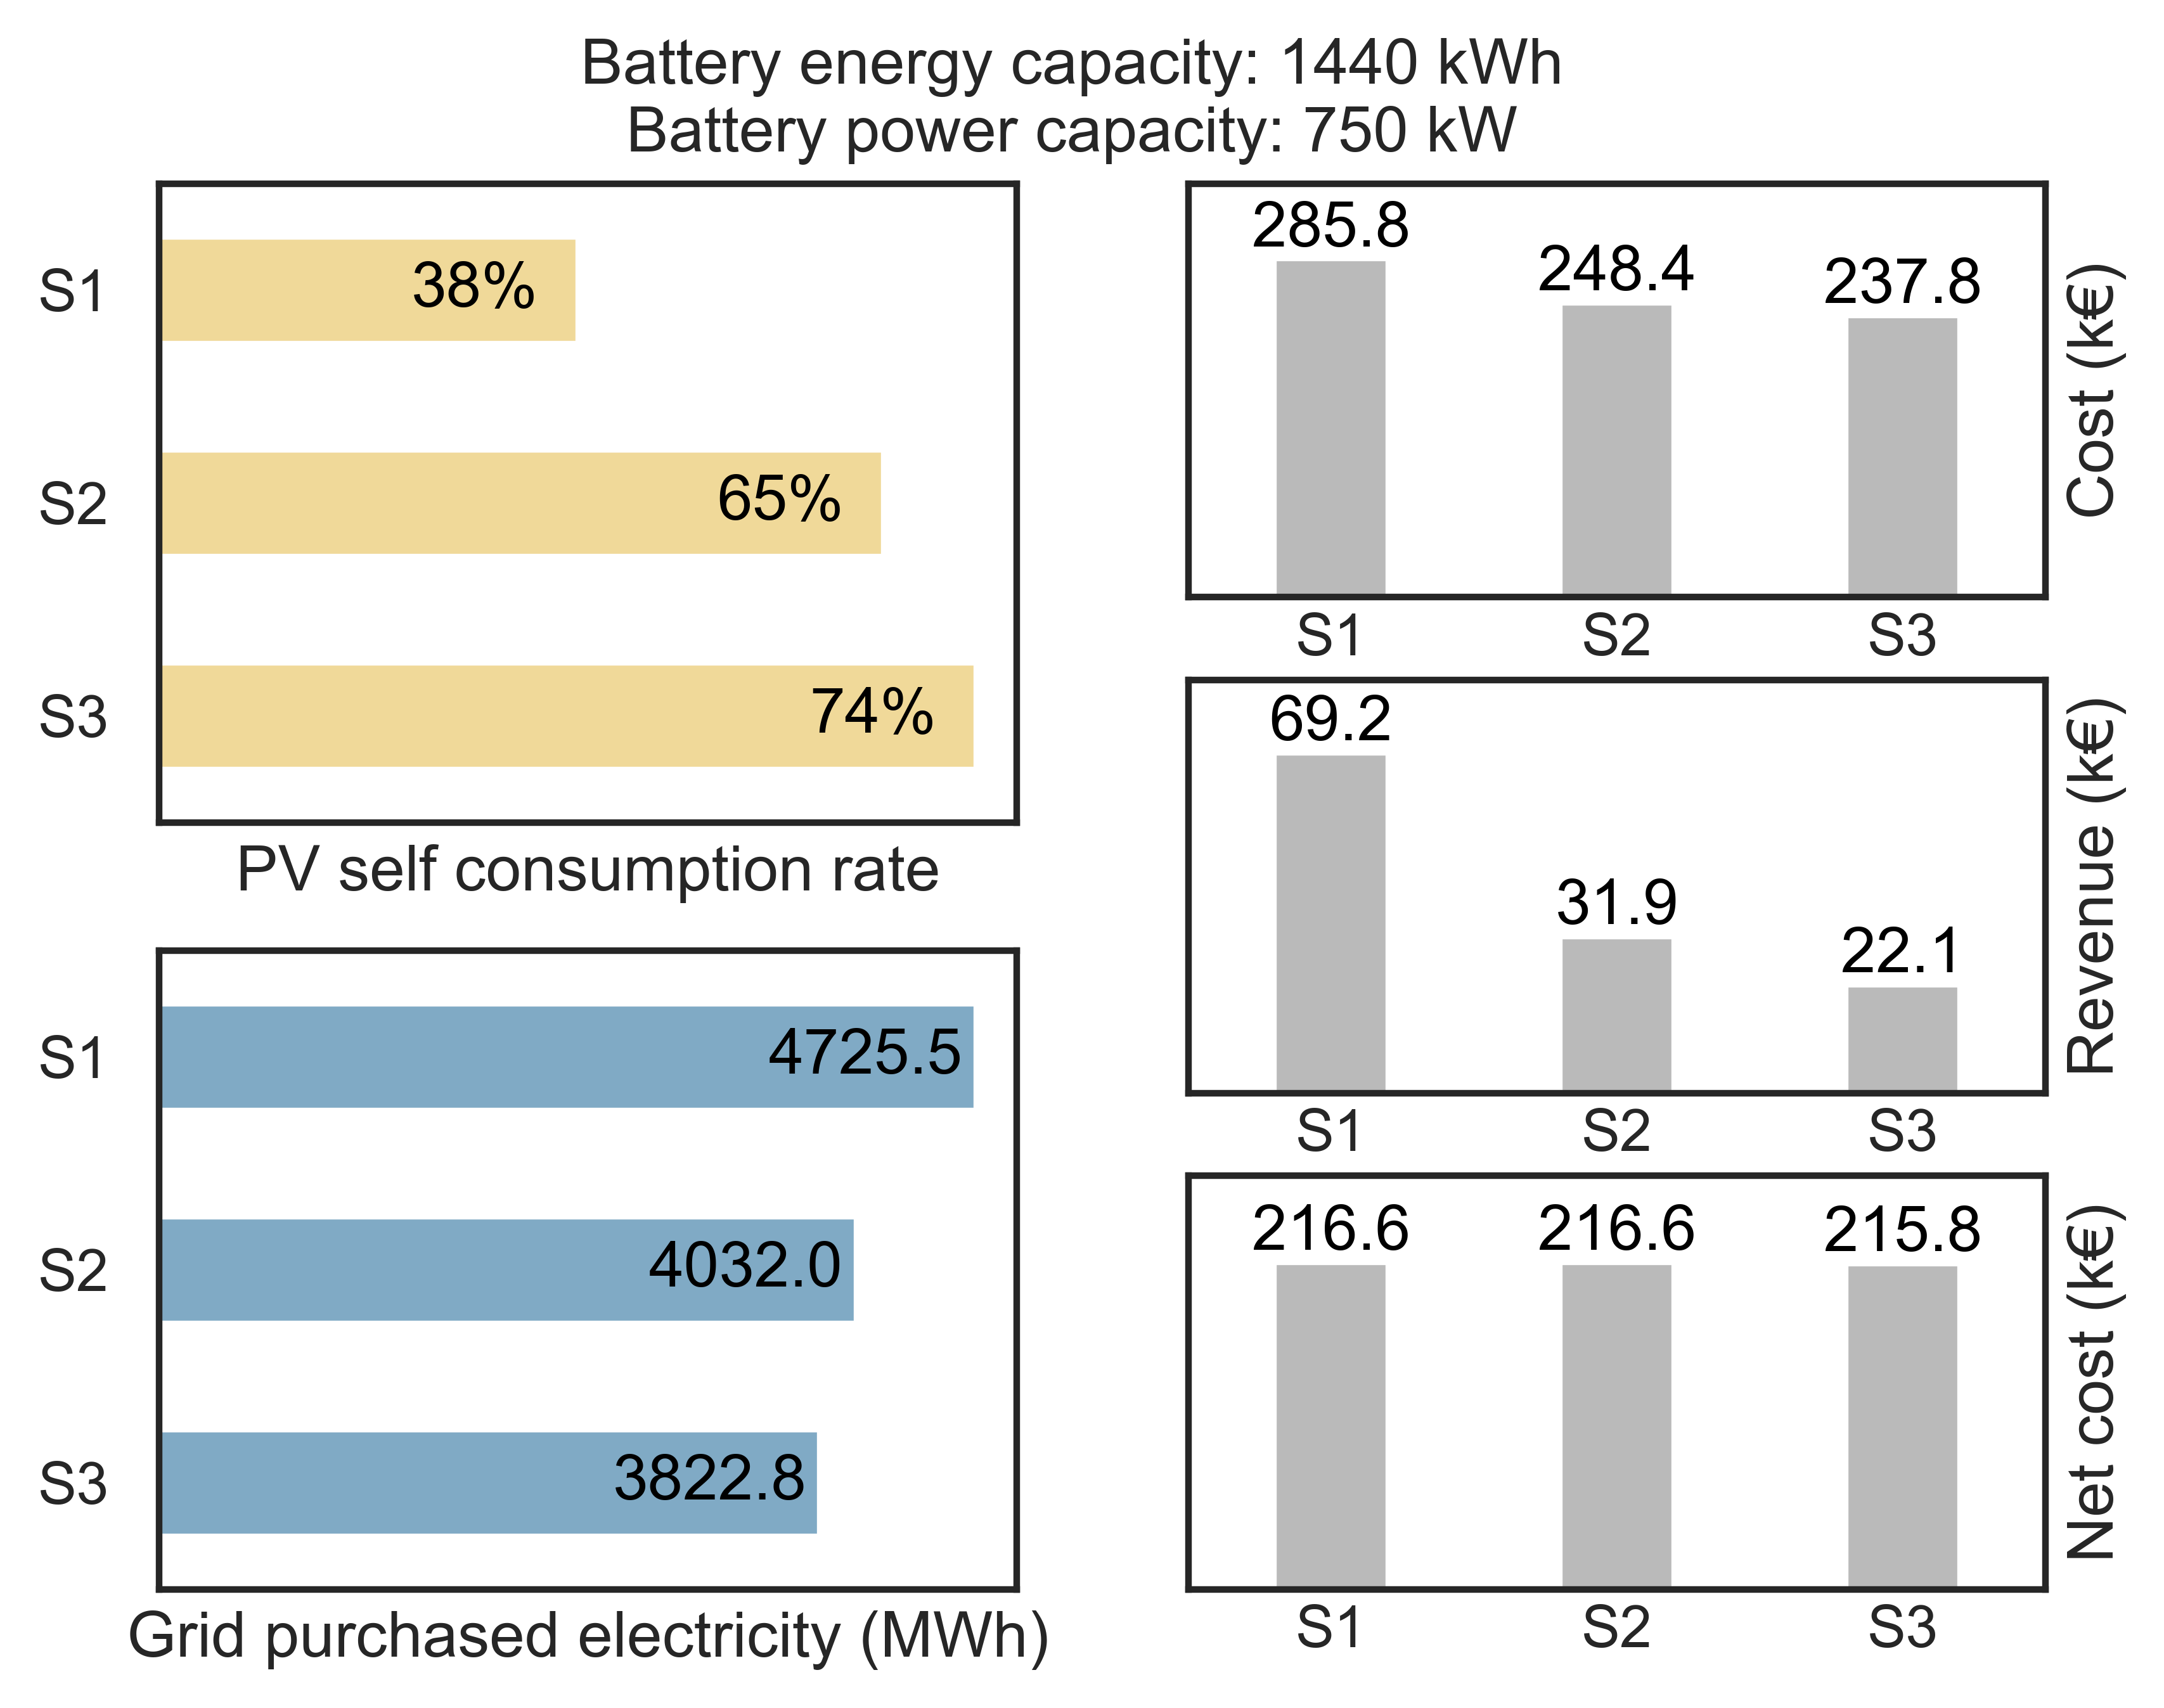 Battery energy capacity: 1440 kWh
Battery power capacity: 750 kW
S1
38%
S2
65%
S3
74%
PV self consumption rate
S1
4725.5
S2
4032.0
S3
3822.8
Grid purchased electricity (MWh)
285.8
248.4
237.8
S1
S2
S3
Cost (k€)
69.2
31.9
22.1
S1
S2
S3
Revenue (k€)
216.6
216.6
215.8
S1
S2
S3
Net cost (k€)